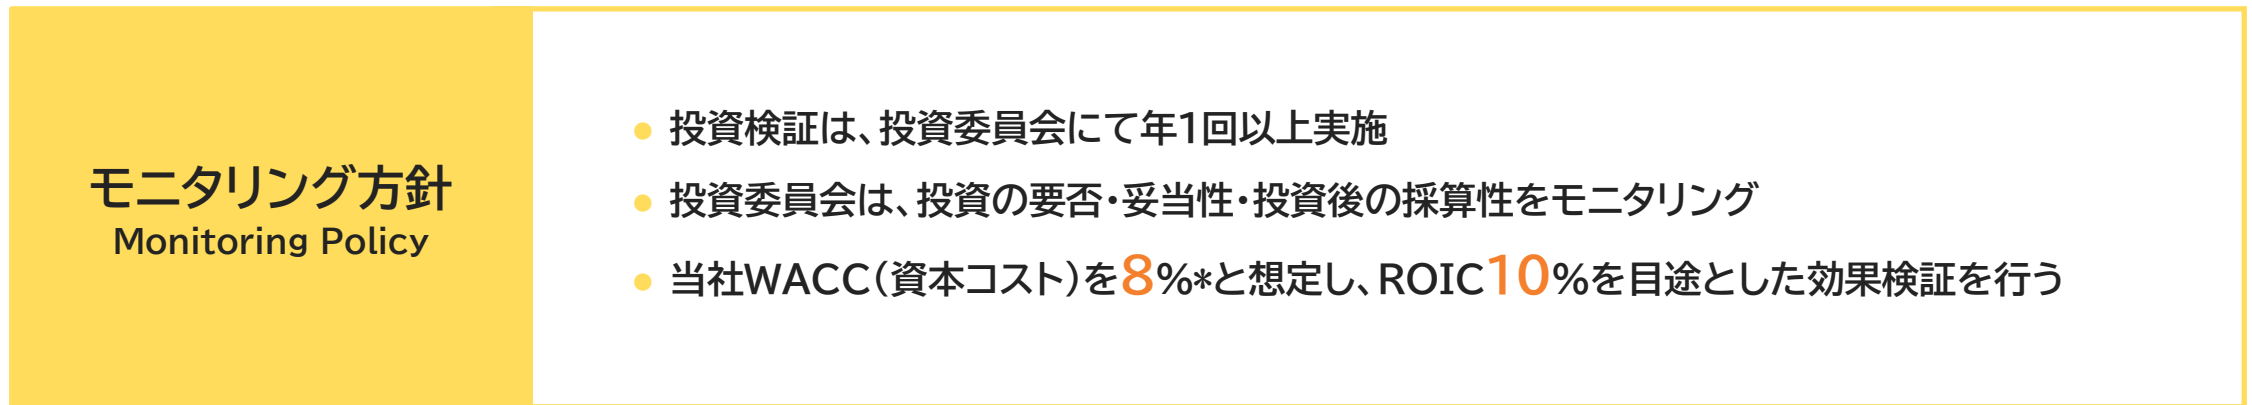 モニタリング方針
Monitoring Policy
● 投資検証は、投資委員会にて年1回以上実施
● 投資委員会は、投資の要否・妥当性・投資後の採算性をモニタリング
● 当社WACC（資本コスト）を8%*と想定し、ROIC10%を目途とした効果検証を行う